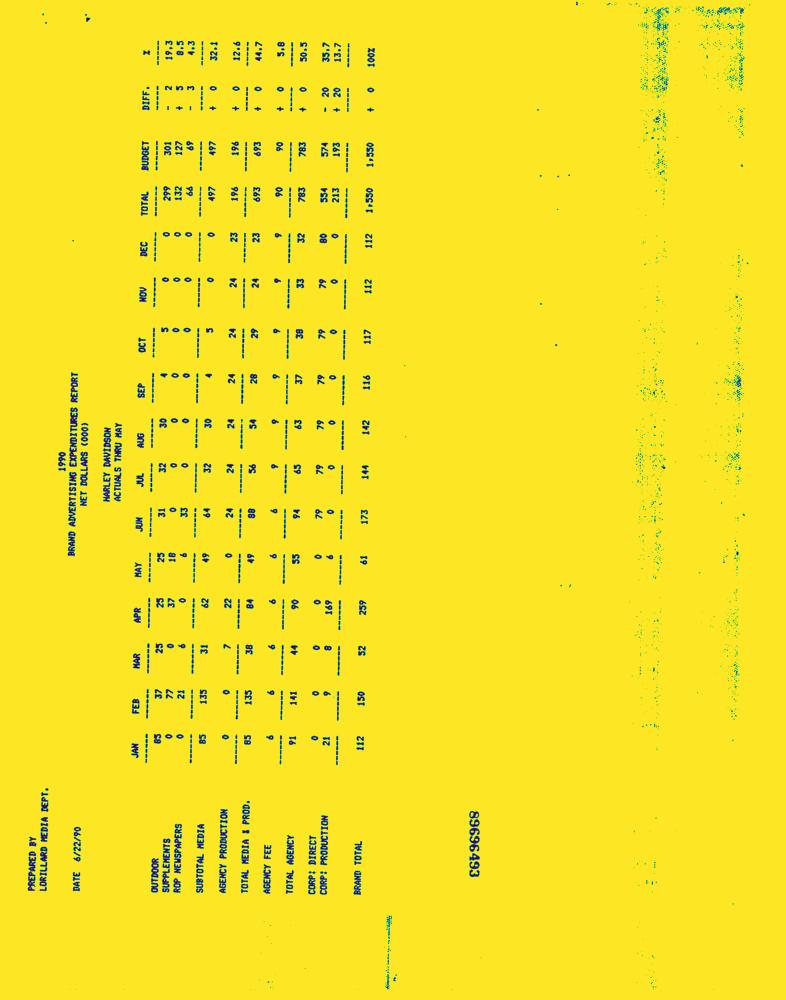 PREPARED BY
LORILLARD MEDIA DEPT.
DATE 6/22/90
1990
BRAND ADVERTISING EXPENDITURES REPORT
NET DOLLARS (000)
HARLEY DAVIDSON
ACTUALS THRU MAY
JAN FEB MAR APR MAY JUN JUL AUG SEP OCT NOV DEC TOTAL BUDGET DIFF. %
OUTDOOR 85 37 25 25 25 31 32 30 4 5 0 0 299 301 - 2 19.3
SUPPLEMENTS 0 77 0 37 18 0 0 0 0 0 0 0 132 127 + 5 8.5
ROP NEWSPAPERS 0 21 6 0 6 33 0 0 0 0 0 0 66 69 - 3 4.3
SUBTOTAL MEDIA 85 135 31 62 49 64 32 30 4 5 0 0 497 497 + 0 32.1
AGENCY PRODUCTION 0 0 7 22 0 24 24 24 24 24 24 23 196 196 + 0 12.6
TOTAL MEDIA & PROD. 85 135 38 84 49 88 56 54 28 29 24 23 693 693 + 0 44.7
AGENCY FEE 6 6 6 6 6 6 9 9 9 9 9 9 90 90 + 0 5.8
TOTAL AGENCY 91 141 44 90 55 94 65 63 37 38 33 32 783 783 + 0 50.5
CORP: DIRECT 0 0 0 0 0 79 79 79 79 79 79 80 554 574 - 20 35.7
CORP: PRODUCTION 21 9 8 169 6 0 0 0 0 0 0 0 213 193 + 20 13.7
BRAND TOTAL 112 150 52 259 61 173 144 142 116 117 112 112 1,550 1,550 + 0 100%
89696493